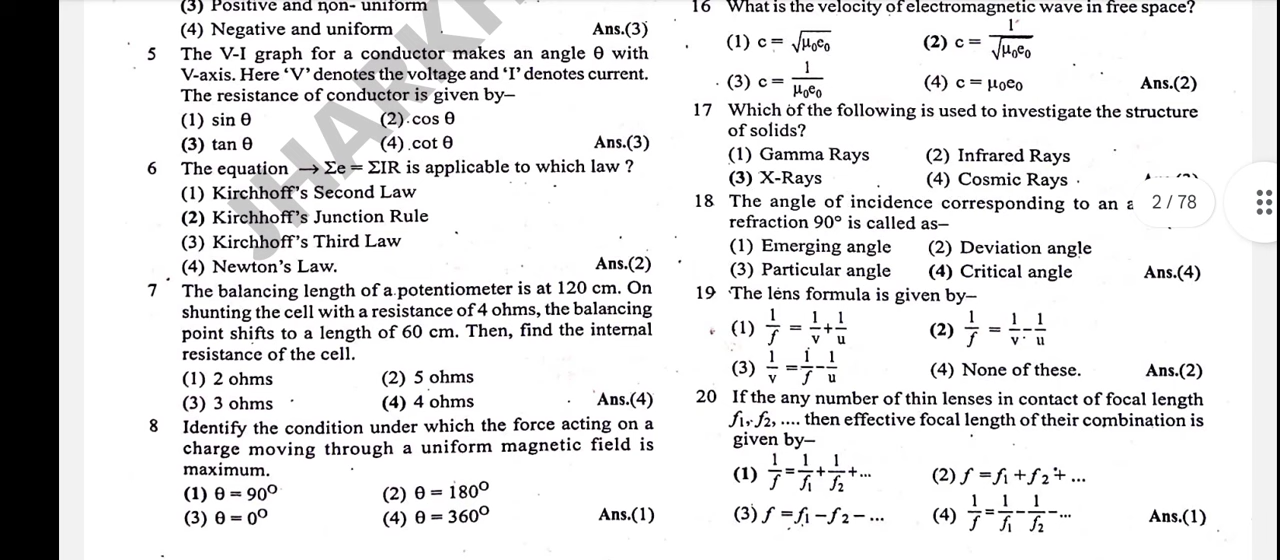 (3) Positive and non- uniform
(4) Negative and uniform Ans.(3)
5 The V-I graph for a conductor makes an angle θ with
V-axis. Here 'V' denotes the voltage and 'I' denotes current.
The resistance of conductor is given by–
(1) sin θ (2) cos θ
(3) tan θ (4) cot θ Ans.(3)
6 The equation → Σe = ΣIR is applicable to which law ?
(1) Kirchhoff's Second Law
(2) Kirchhoff's Junction Rule
(3) Kirchhoff's Third Law
(4) Newton's Law. Ans.(2)
7 The balancing length of a potentiometer is at 120 cm. On
shunting the cell with a resistance of 4 ohms, the balancing
point shifts to a length of 60 cm. Then, find the internal
resistance of the cell.
(1) 2 ohms (2) 5 ohms
(3) 3 ohms (4) 4 ohms Ans.(4)
8 Identify the condition under which the force acting on a
charge moving through a uniform magnetic field is
maximum.
(1) θ = 90° (2) θ = 180°
(3) θ = 0° (4) θ = 360° Ans.(1)
16 What is the velocity of electromagnetic wave in free space?
(1) c = √μ₀e₀ (2) c = 1/√μ₀e₀
(3) c = 1/μ₀e₀ (4) c = μ₀e₀ Ans.(2)
17 Which of the following is used to investigate the structure
of solids?
(1) Gamma Rays (2) Infrared Rays
(3) X-Rays (4) Cosmic Rays
18 The angle of incidence corresponding to an
refraction 90° is called as–
(1) Emerging angle (2) Deviation angle
(3) Particular angle (4) Critical angle Ans.(4)
19 The lens formula is given by–
(1) 1/f = 1/v + 1/u (2) 1/f = 1/v - 1/u
(3) 1/v = 1/f - 1/u (4) None of these. Ans.(2)
20 If the any number of thin lenses in contact of focal length
f₁, f₂, .... then effective focal length of their combination is
given by–
(1) 1/f = 1/f₁ + 1/f₂ + ... (2) f = f₁ + f₂ + ...
(3) f = f₁ – f₂ – ... (4) 1/f = 1/f₁ - 1/f₂ - ... Ans.(1)
2 / 78